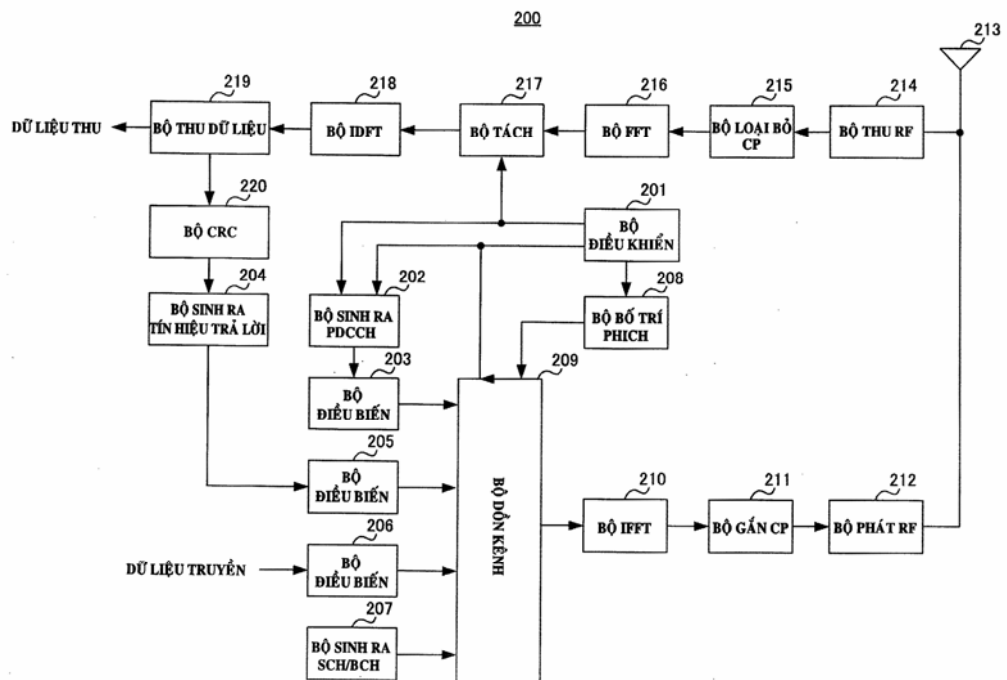 200
213
219
218
217
216
215
214
DỮ LIỆU THU
BỘ THU DỮ LIỆU
BỘ IDFT
BỘ TÁCH
BỘ FFT
BỘ LOẠI BỎ
CP
BỘ THU RF
220
BỘ CRC
201
BỘ
ĐIỀU KHIỂN
204
BỘ SINH RA
TÍN HIỆU TRẢ LỜI
202
BỘ SINH RA
PDCCH
208
BỘ BỐ TRÍ
PHICH
203
BỘ
ĐIỀU BIẾN
209
BỘ DỒN KÊNH
205
BỘ
ĐIỀU BIẾN
210
BỘ IFFT
211
BỘ GẮN CP
212
BỘ PHÁT RF
206
DỮ LIỆU TRUYỀN
BỘ
ĐIỀU BIẾN
207
BỘ SINH RA
SCH/BCH